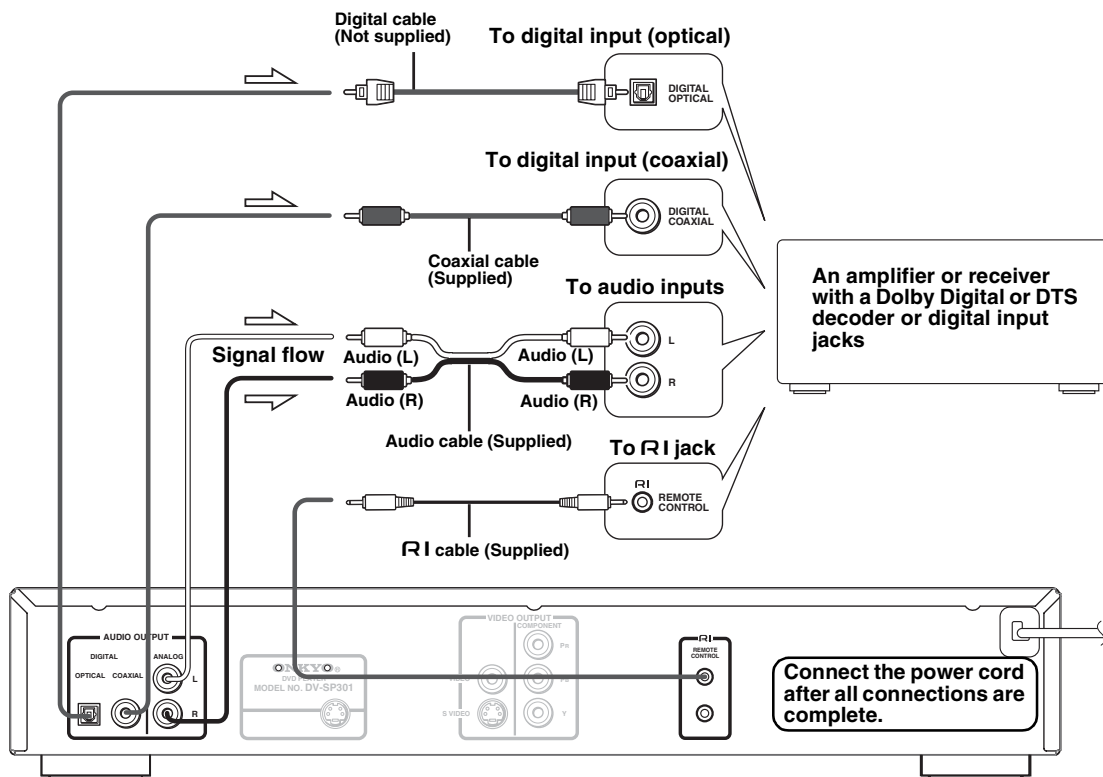 Digital cable
(Not supplied)
To digital input (optical)
DIGITAL
OPTICAL
To digital input (coaxial)
DIGITAL
COAXIAL
Coaxial cable
(Supplied)
To audio inputs
Signal flow
Audio (L)
Audio (L)
L
Audio (R)
Audio (R)
R
Audio cable (Supplied)
An amplifier or receiver
with a Dolby Digital or DTS
decoder or digital input
jacks
To RI jack
RI
REMOTE
CONTROL
RI cable (Supplied)
AUDIO OUTPUT
DIGITAL
ANALOG
OPTICAL
COAXIAL
L
R
ONKYO®
DVD PLAYER
MODEL NO. DV-SP301
VIDEO OUTPUT
COMPONENT
PR
VIDEO
PB
S VIDEO
Y
RI
REMOTE
CONTROL
Connect the power cord
after all connections are
complete.